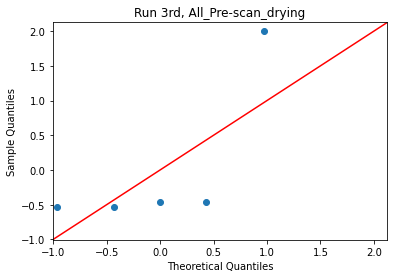 Run 3rd, All_Pre-scan_drying
2.0
1.5
1.0
0.5
0.0
−0.5
−1.0
Sample Quantiles
−1.0 −0.5 0.0 0.5 1.0 1.5 2.0
Theoretical Quantiles